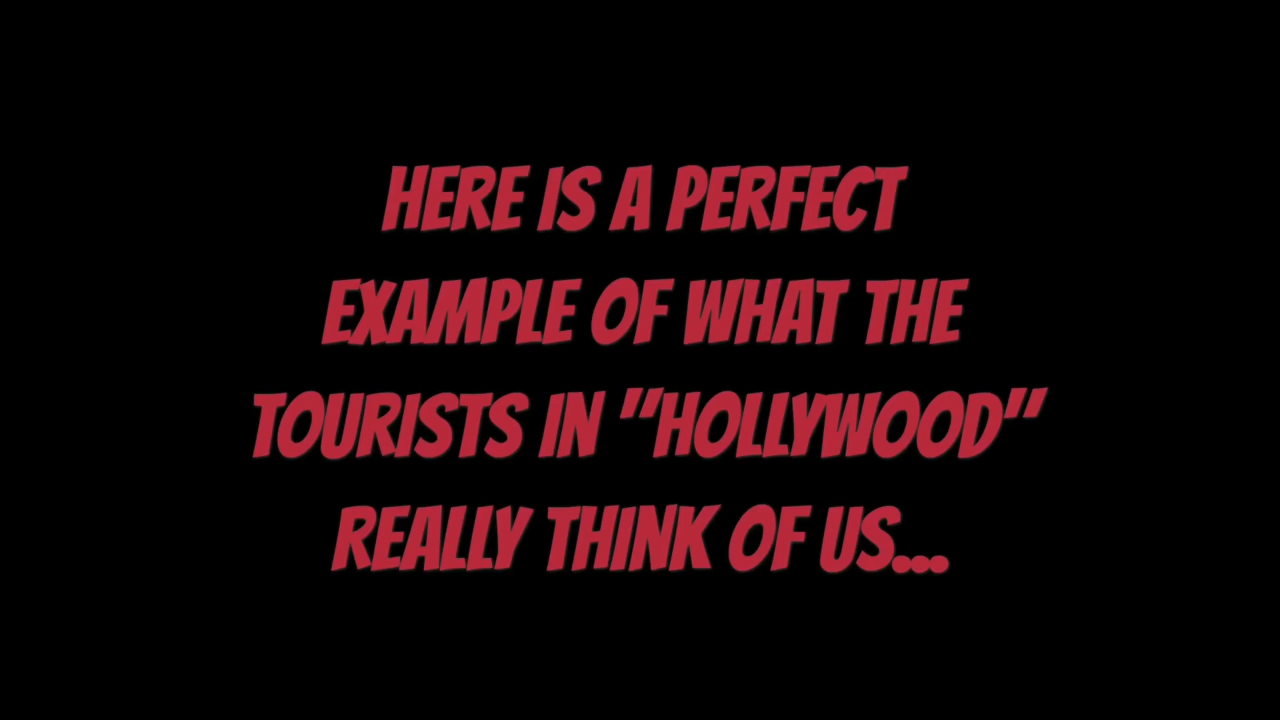 HERE IS A PERFECT
EXAMPLE OF WHAT THE
TOURISTS IN "HOLLYWOOD"
REALLY THINK OF US...